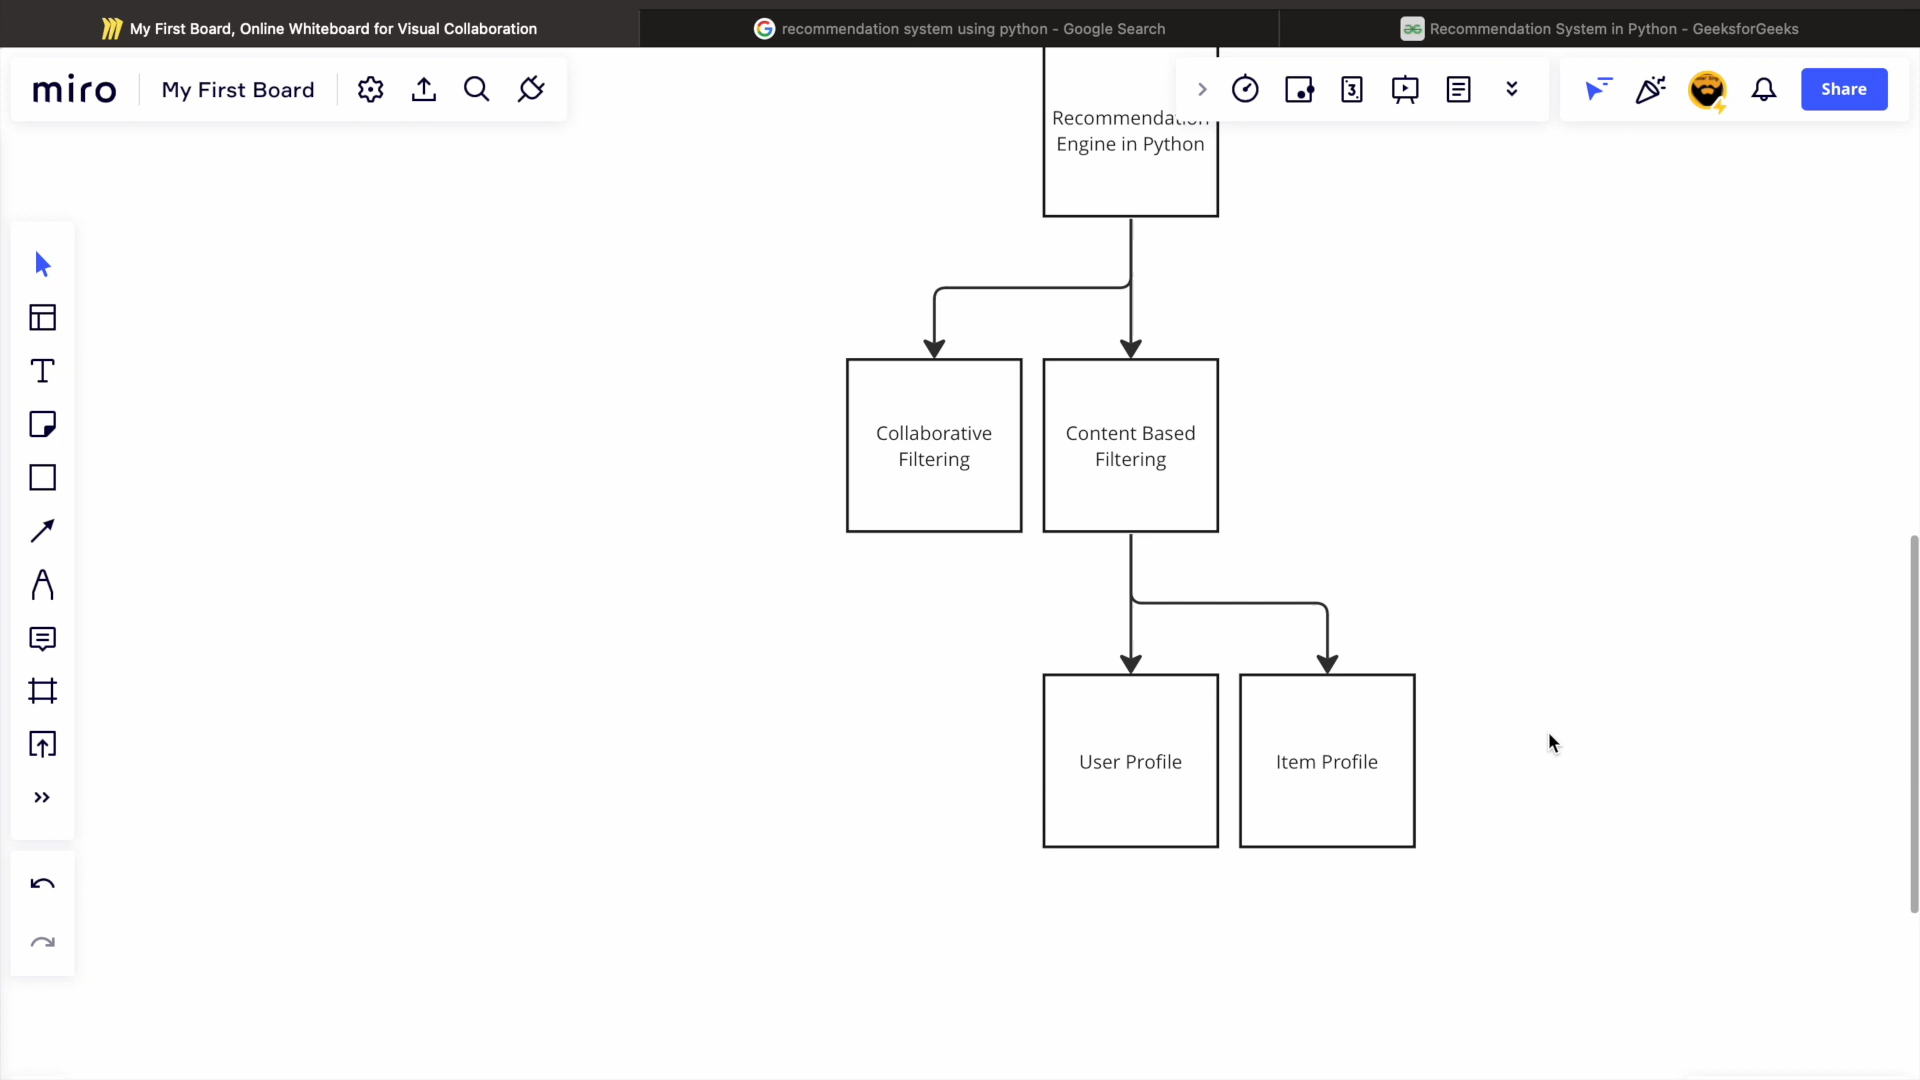 My First Board, Online Whiteboard for Visual Collaboration
recommendation system using python - Google Search
Recommendation System in Python - GeeksforGeeks
miro
My First Board
Share
Recommendation
Engine in Python
Collaborative
Filtering
Content Based
Filtering
User Profile
Item Profile